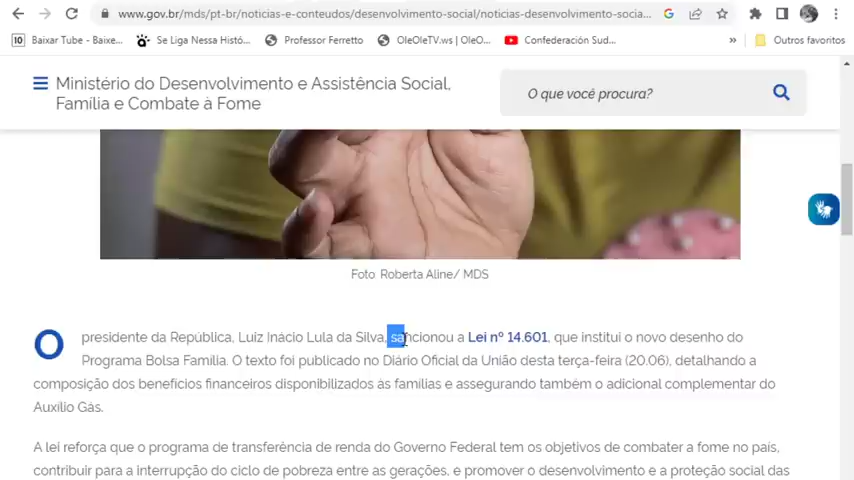 www.gov.br/mds/pt-br/noticias-e-conteudos/desenvolvimento-social/noticias-desenvolvimento-socia...
Baixar Tube - Baixe...
Se Liga Nessa Histó...
Professor Ferretto
OleOleTV.ws | OleO...
Confederación Sud...
»
Outros favoritos
Ministério do Desenvolvimento e Assistência Social,
Família e Combate à Fome
O que você procura?
Foto: Roberta Aline/ MDS
O presidente da República, Luiz Inácio Lula da Silva, sancionou a Lei nº 14.601, que institui o novo desenho do
Programa Bolsa Família. O texto foi publicado no Diário Oficial da União desta terça-feira (20.06), detalhando a
composição dos benefícios financeiros disponibilizados às famílias e assegurando também o adicional complementar do
Auxílio Gás.
A lei reforça que o programa de transferência de renda do Governo Federal tem os objetivos de combater a fome no país,
contribuir para a interrupção do ciclo de pobreza entre as gerações, e promover o desenvolvimento e a proteção social das